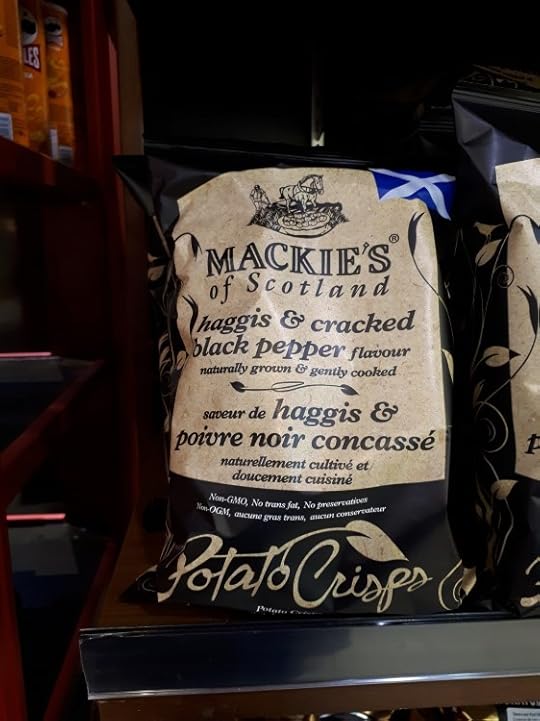 LES
MACKIE'S®
of Scotland
haggis & cracked
black pepper flavour
naturally grown & gently cooked
saveur de haggis &
poivre noir concassé
naturellement cultivé et
doucement cuisiné
Non-GMO, No trans fat, No preservatives
Non-OGM, aucune gras trans, aucun conservateur
Potato Crisps
Potato